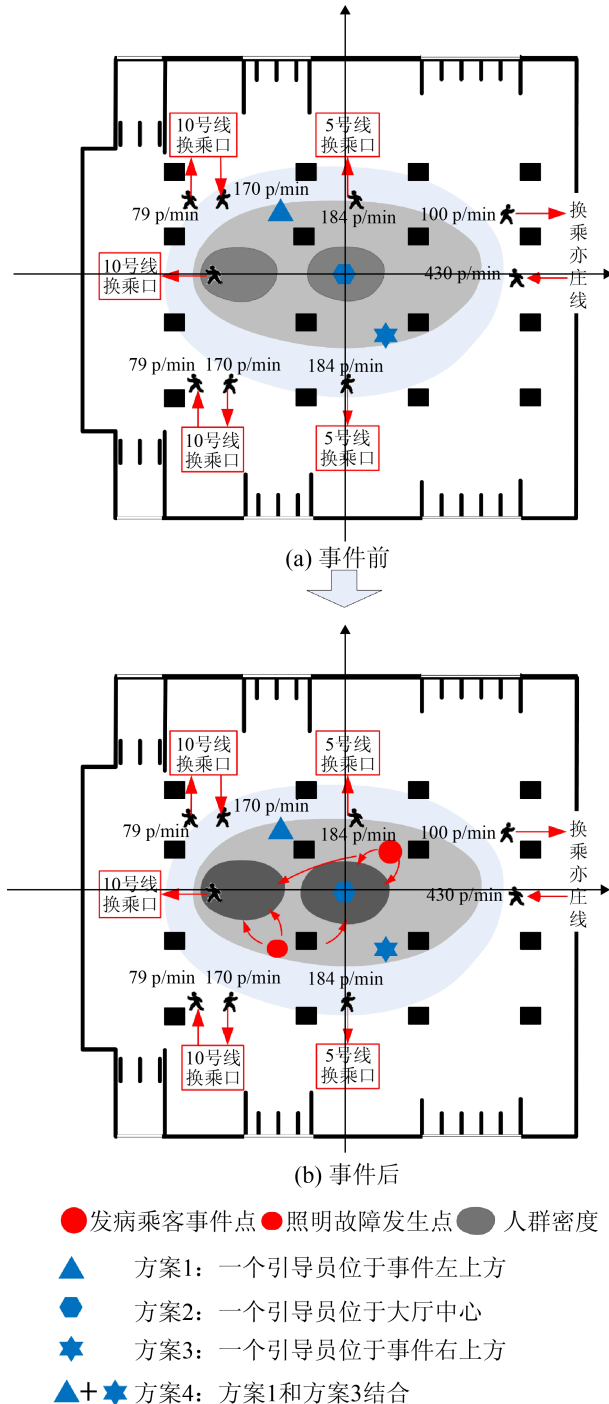 10号线
换乘口
5号线
换乘口
170 p/min
79 p/min
184 p/min
100 p/min
换乘亦庄线
10号线
换乘口
430 p/min
79 p/min
170 p/min
184 p/min
10号线
换乘口
5号线
换乘口
(a) 事件前
10号线
换乘口
5号线
换乘口
170 p/min
79 p/min
184 p/min
100 p/min
换乘亦庄线
10号线
换乘口
430 p/min
79 p/min
170 p/min
184 p/min
10号线
换乘口
5号线
换乘口
(b) 事件后
发病乘客事件点 照明故障发生点 人群密度
方案1：一个引导员位于事件左上方
方案2：一个引导员位于大厅中心
方案3：一个引导员位于事件右上方
+ 方案4：方案1和方案3结合